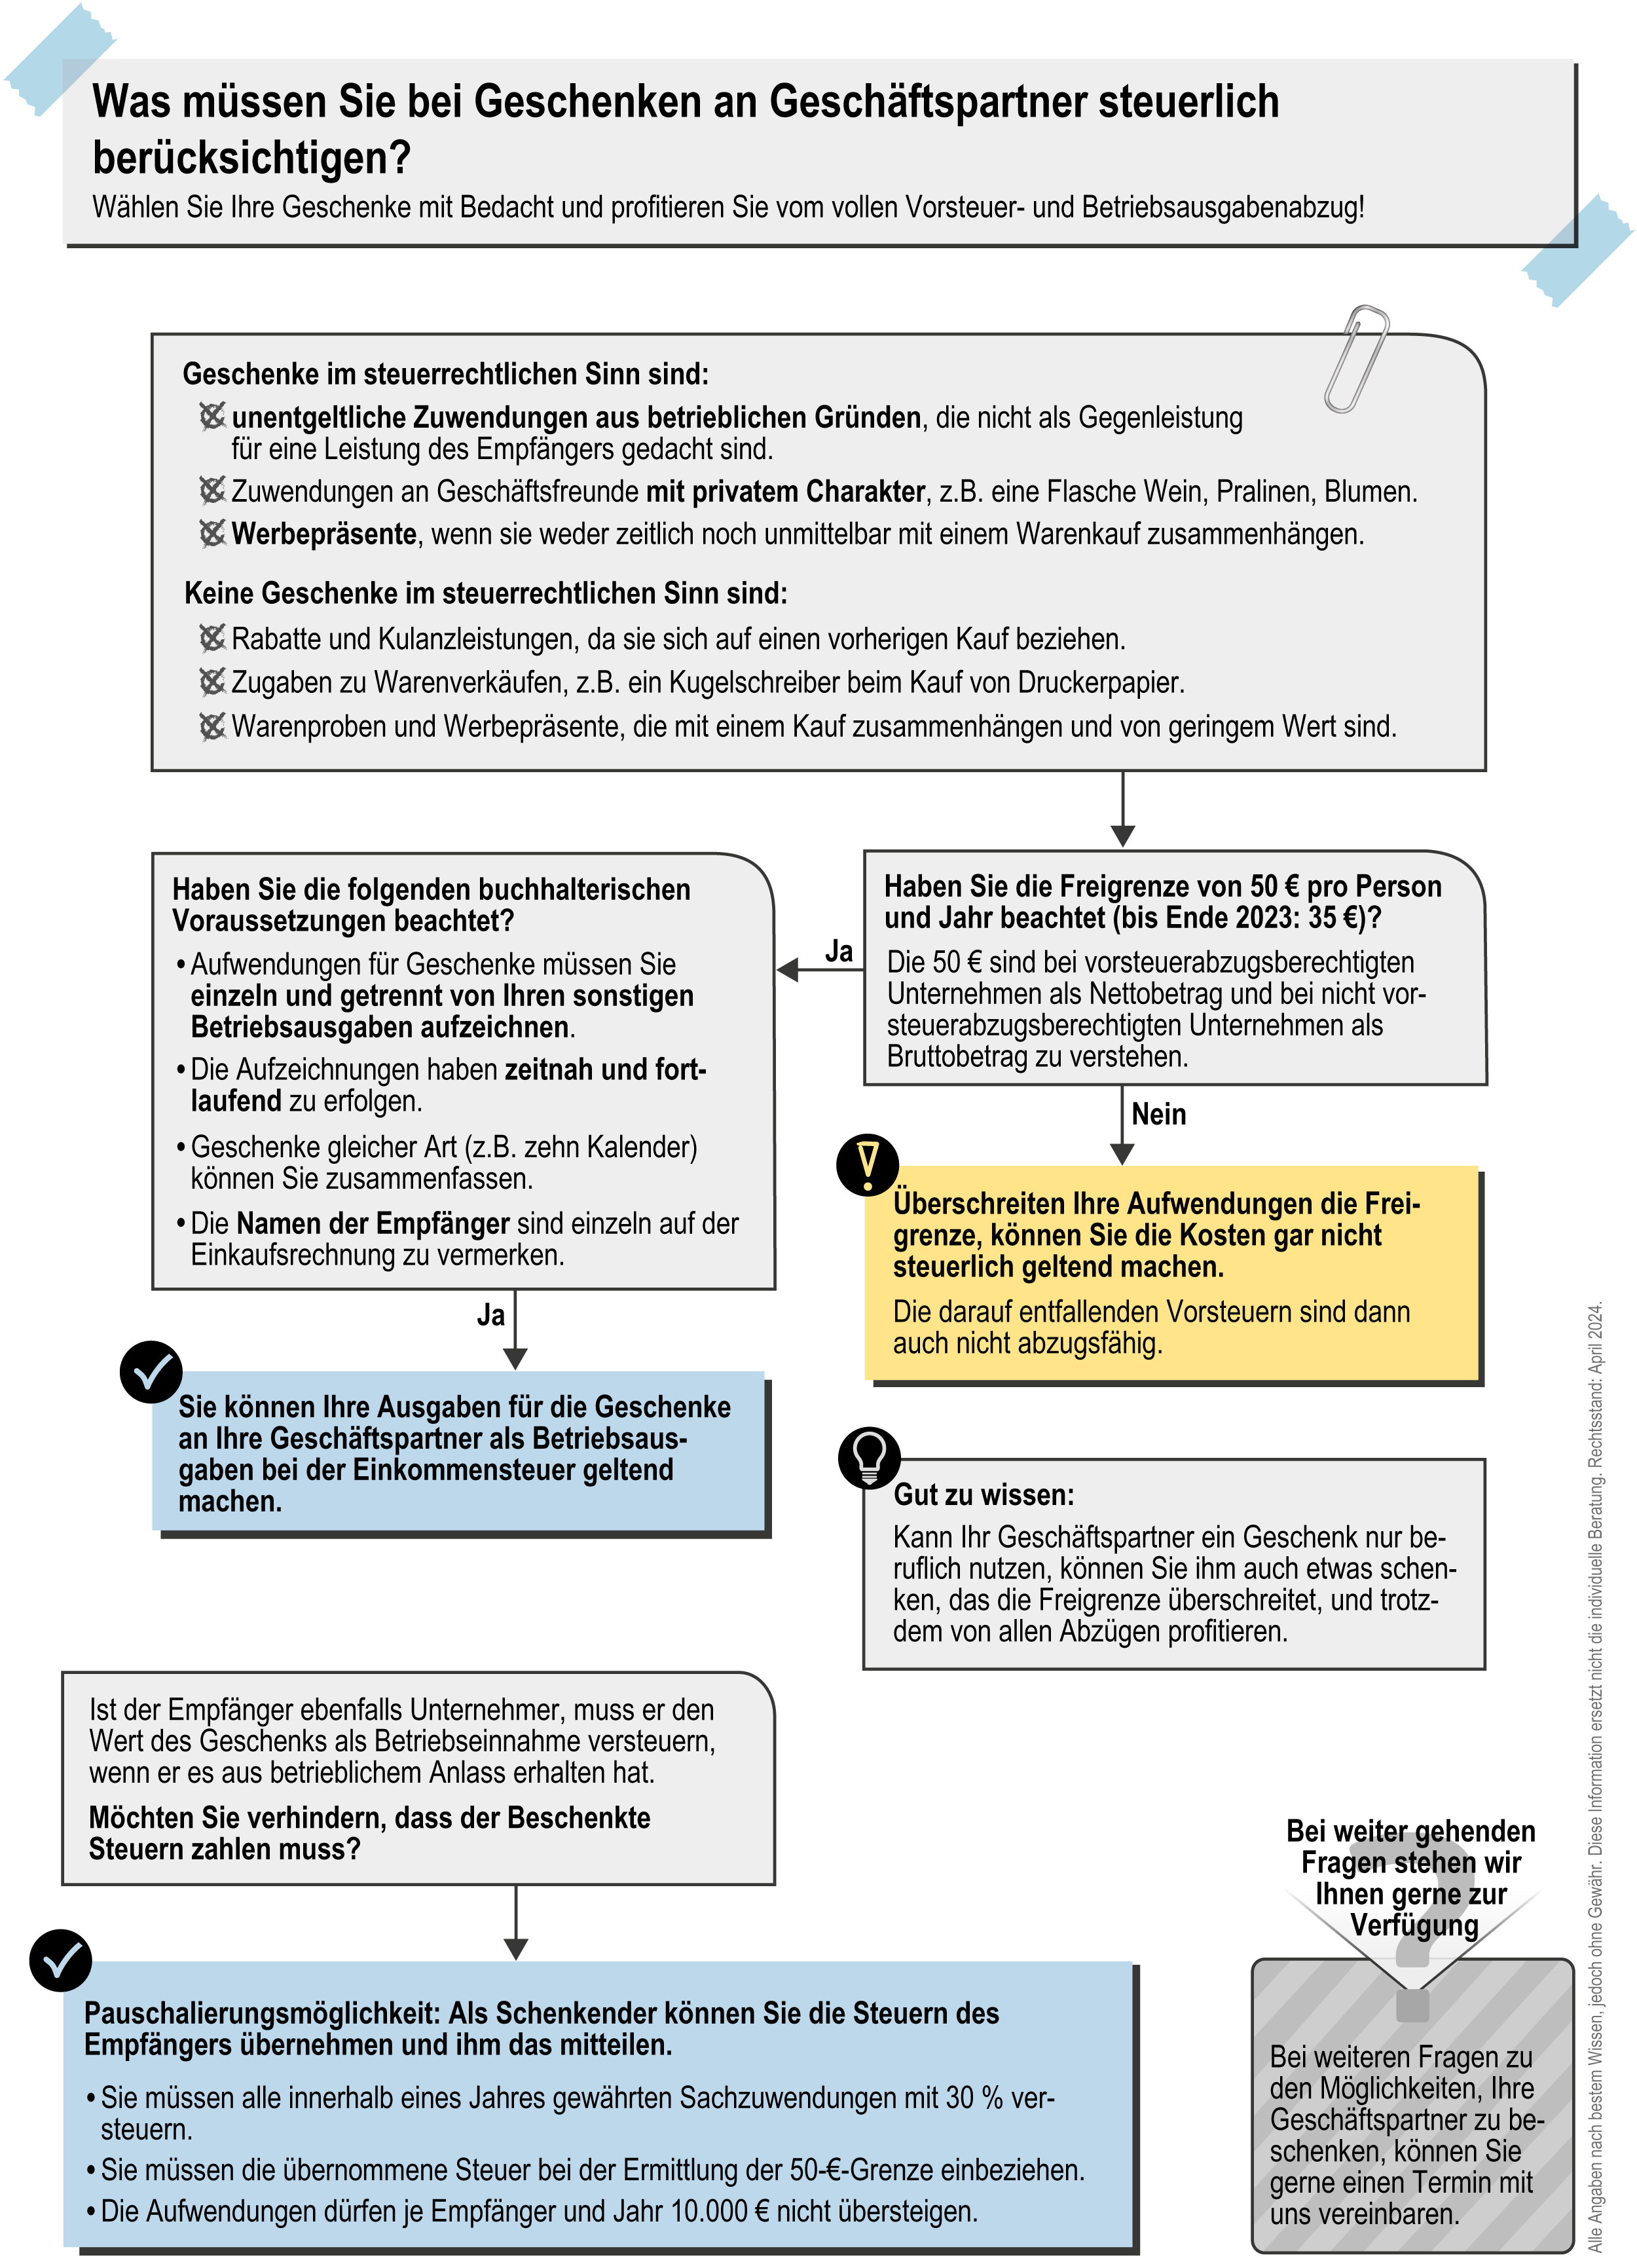 Was müssen Sie bei Geschenken an Geschäftspartner steuerlich
berücksichtigen?
Wählen Sie Ihre Geschenke mit Bedacht und profitieren Sie vom vollen Vorsteuer- und Betriebsausgabenabzug!
Geschenke im steuerrechtlichen Sinn sind:
unentgeltliche Zuwendungen aus betrieblichen Gründen, die nicht als Gegenleistung
für eine Leistung des Empfängers gedacht sind.
Zuwendungen an Geschäftsfreunde mit privatem Charakter, z.B. eine Flasche Wein, Pralinen, Blumen.
Werbepräsente, wenn sie weder zeitlich noch unmittelbar mit einem Warenkauf zusammenhängen.
Keine Geschenke im steuerrechtlichen Sinn sind:
Rabatte und Kulanzleistungen, da sie sich auf einen vorherigen Kauf beziehen.
Zugaben zu Warenverkäufen, z.B. ein Kugelschreiber beim Kauf von Druckerpapier.
Warenproben und Werbepräsente, die mit einem Kauf zusammenhängen und von geringem Wert sind.
Haben Sie die Freigrenze von 50 € pro Person
und Jahr beachtet (bis Ende 2023: 35 €)?
Die 50 € sind bei vorsteuerabzugsberechtigten
Unternehmen als Nettobetrag und bei nicht vor-
steuerabzugsberechtigten Unternehmen als
Bruttobetrag zu verstehen.
Ja
Haben Sie die folgenden buchhalterischen
Voraussetzungen beachtet?
• Aufwendungen für Geschenke müssen Sie
einzeln und getrennt von Ihren sonstigen
Betriebsausgaben aufzeichnen.
• Die Aufzeichnungen haben zeitnah und fort-
laufend zu erfolgen.
• Geschenke gleicher Art (z.B. zehn Kalender)
können Sie zusammenfassen.
• Die Namen der Empfänger sind einzeln auf der
Einkaufsrechnung zu vermerken.
Nein
Überschreiten Ihre Aufwendungen die Frei-
grenze, können Sie die Kosten gar nicht
steuerlich geltend machen.
Die darauf entfallenden Vorsteuern sind dann
auch nicht abzugsfähig.
Ja
Sie können Ihre Ausgaben für die Geschenke
an Ihre Geschäftspartner als Betriebsaus-
gaben bei der Einkommensteuer geltend
machen.
Gut zu wissen:
Kann Ihr Geschäftspartner ein Geschenk nur be-
ruflich nutzen, können Sie ihm auch etwas schen-
ken, das die Freigrenze überschreitet, und trotz-
dem von allen Abzügen profitieren.
Ist der Empfänger ebenfalls Unternehmer, muss er den
Wert des Geschenks als Betriebseinnahme versteuern,
wenn er es aus betrieblichem Anlass erhalten hat.
Möchten Sie verhindern, dass der Beschenkte
Steuern zahlen muss?
Pauschalierungsmöglichkeit: Als Schenkender können Sie die Steuern des
Empfängers übernehmen und ihm das mitteilen.
• Sie müssen alle innerhalb eines Jahres gewährten Sachzuwendungen mit 30 % ver-
steuern.
• Sie müssen die übernommene Steuer bei der Ermittlung der 50-€-Grenze einbeziehen.
• Die Aufwendungen dürfen je Empfänger und Jahr 10.000 € nicht übersteigen.
?
Bei weiter gehenden
Fragen stehen wir
Ihnen gerne zur
Verfügung
Bei weiteren Fragen zu
den Möglichkeiten, Ihre
Geschäftspartner zu be-
schenken, können Sie
gerne einen Termin mit
uns vereinbaren.
Alle Angaben nach bestem Wissen, jedoch ohne Gewähr. Diese Information ersetzt nicht die individuelle Beratung. Rechtsstand: April 2024.